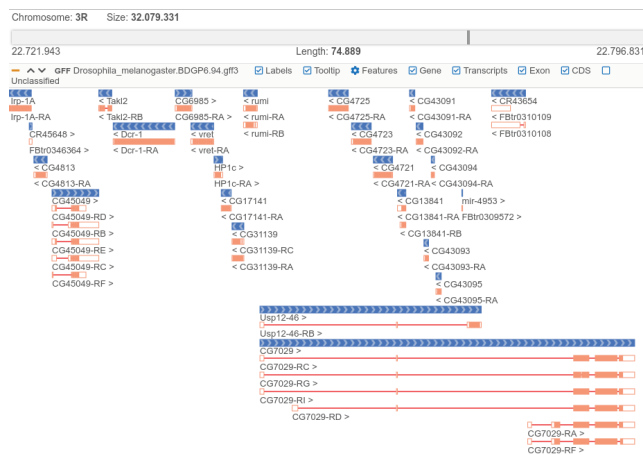 Chromosome: 3R Size: 32.079.331
22.721.943 Length: 74.889 22.796.831
GFF Drosophila_melanogaster.BDGP6.94.gff3 Labels Tooltip Features Gene Transcripts Exon CDS
Unclassified
Irp-1A < Takl2 CG6985 > < rumi < CG4725 < CG43091 < CR43654
Irp-1A-RA < Takl2-RB CG6985-RA > < rumi-RA < CG4725-RA < CG43091-RA < FBtr0310109
CR45648 > < Dcr-1 < vret < rumi-RB < CG4723 < CG43092 < FBtr0310108
FBtr0346364 > < Dcr-1-RA < vret-RA < CG4723-RA < CG43092-RA
< CG4813 HP1c > < CG4721 < CG43094
< CG4813-RA HP1c-RA > < CG4721-RA < CG43094-RA
CG45049 > < CG17141 < CG13841 mir-4953 >
CG45049-RD > < CG17141-RA < CG13841-RA FBtr0309572 >
CG45049-RB > < CG31139 < CG13841-RB
CG45049-RE > < CG31139-RC < CG43093
CG45049-RC > < CG31139-RA < CG43093-RA
CG45049-RF > < CG43095
< CG43095-RA
Usp12-46 >
Usp12-46-RB >
CG7029 >
CG7029-RC >
CG7029-RG >
CG7029-RI >
CG7029-RD >
CG7029-RA >
CG7029-RF >